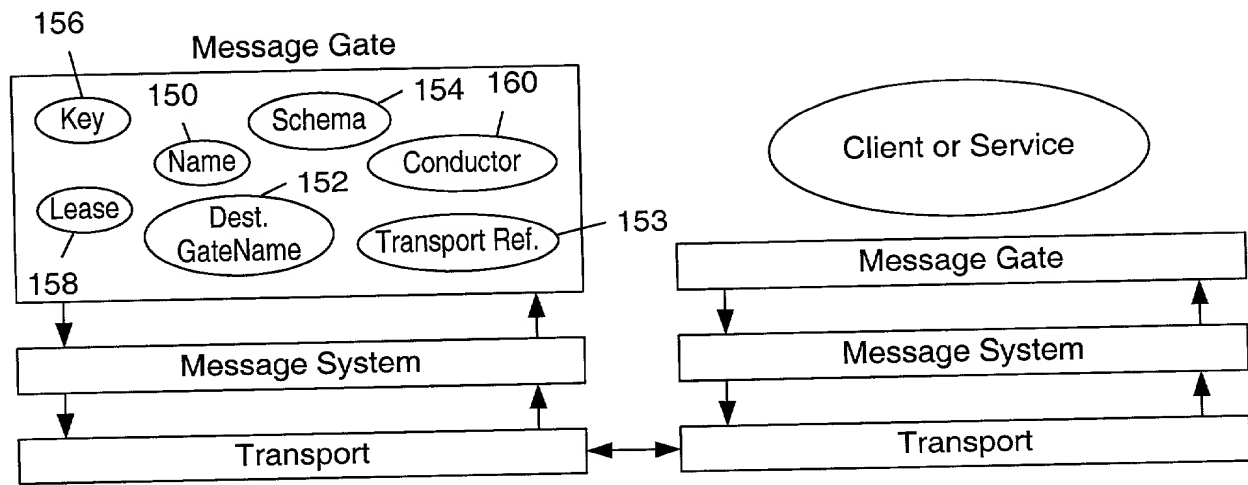 156
Message Gate
150
154
160
Key
Schema
Name
Conductor
152
Lease
Dest.
GateName
Transport Ref.
153
158
Message System
Transport
Client or Service
Message Gate
Message System
Transport